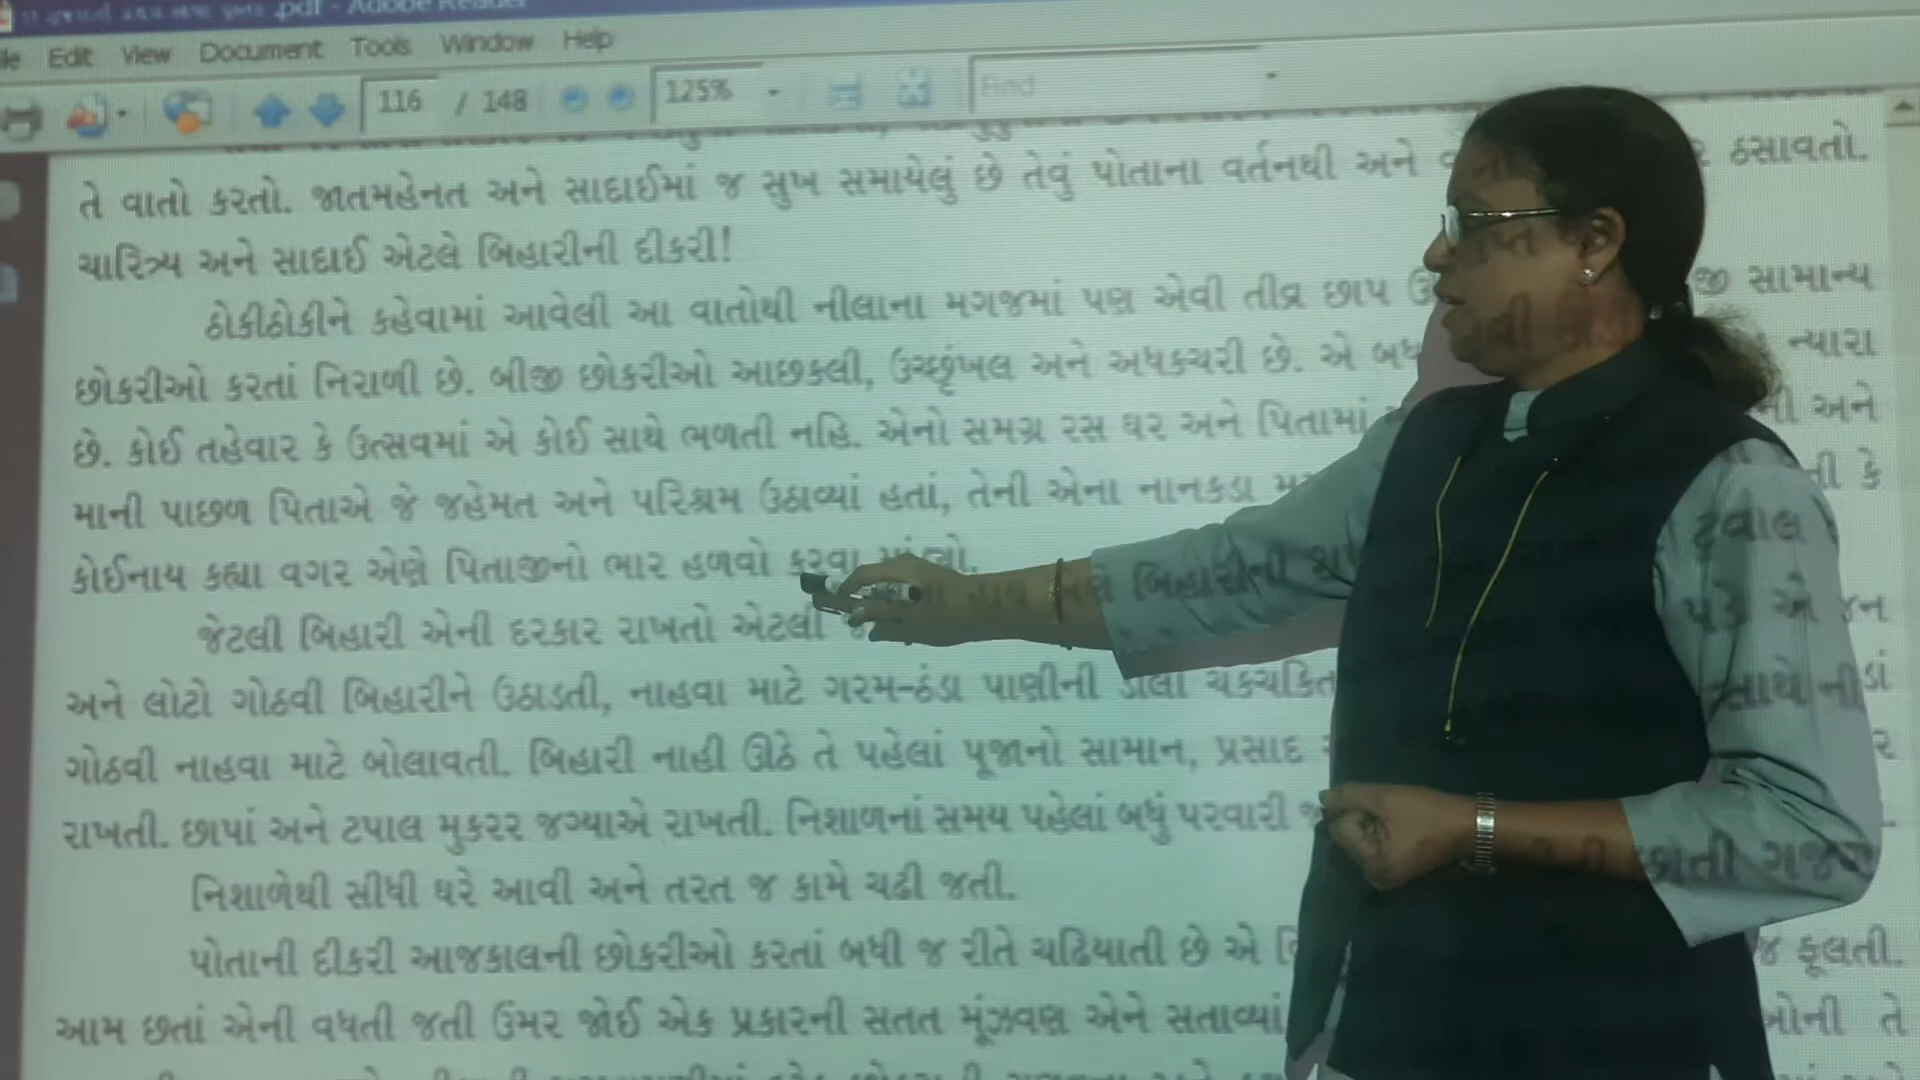 .pdf - Adobe Reader
Edit View Document Tools Window Help
116 / 148 125% Find
તે વાતો કરતો. જાતમહેનત અને સાદાઈમાં જ સુખ સમાયેલું છે તેવું પોતાના વર્તનથી અને ઠસાવતો.
ચારિત્ર્ય અને સાદાઈ એટલે બિહારીની દીકરી!
ઠોકીઠોકીને કહેવામાં આવેલી આ વાતોથી નીલાના મગજમાં પણ એવી તીવ્ર છાપ સામાન્ય
છોકરીઓ કરતાં નિરાળી છે. બીજી છોકરીઓ આછકલી, ઉચ્છૃંખલ અને અધકચરી છે. એ ન્યારા
છે. કોઈ તહેવાર કે ઉત્સવમાં એ કોઈ સાથે ભળતી નહિ. એનો સમગ્ર રસ ઘર અને પિતામાં અને
માની પાછળ પિતાએ જે જહેમત અને પરિશ્રમ ઉઠાવ્યાં હતાં, તેની એના નાનકડા કે
કોઈનાય કહ્યા વગર એણે પિતાજીનો ભાર હળવો કરવા
જેટલી બિહારી એની દરકાર રાખતો એટલી બિહારીની ટુવાલ
અને લોટો ગોઠવી બિહારીને ઉઠાડતી, નાહવા માટે ગરમ-ઠંડા પાણીની ડોલો ચકચકિત
ગોઠવી નાહવા માટે બોલાવતી. બિહારી નાહી ઊઠે તે પહેલાં પૂજાનો સામાન, પ્રસાદ
રાખતી. છાપાં અને ટપાલ મુકરર જગ્યાએ રાખતી. નિશાળનાં સમય પહેલાં બધું પરવારી
નિશાળેથી સીધી ઘરે આવી અને તરત જ કામે ચઢી જતી.
પોતાની દીકરી આજકાલની છોકરીઓ કરતાં બધી જ રીતે ચઢિયાતી છે એ જ ફૂલતી.
આમ છતાં એની વધતી જતી ઉંમર જોઈ એક પ્રકારની સતત મૂંઝવણ એને સતાવ્યાં તે